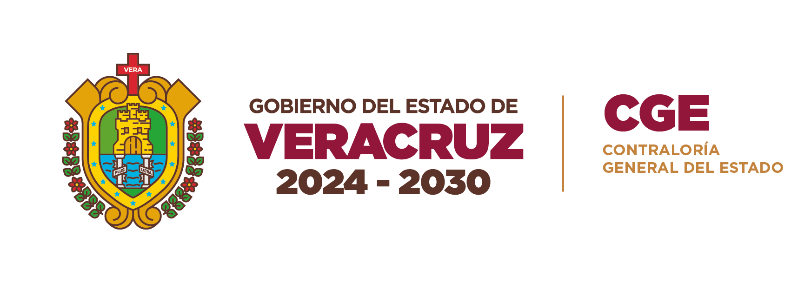 VERA
GOBIERNO DEL ESTADO DE
VERACRUZ
2024 - 2030
CGE
CONTRALORÍA
GENERAL DEL ESTADO